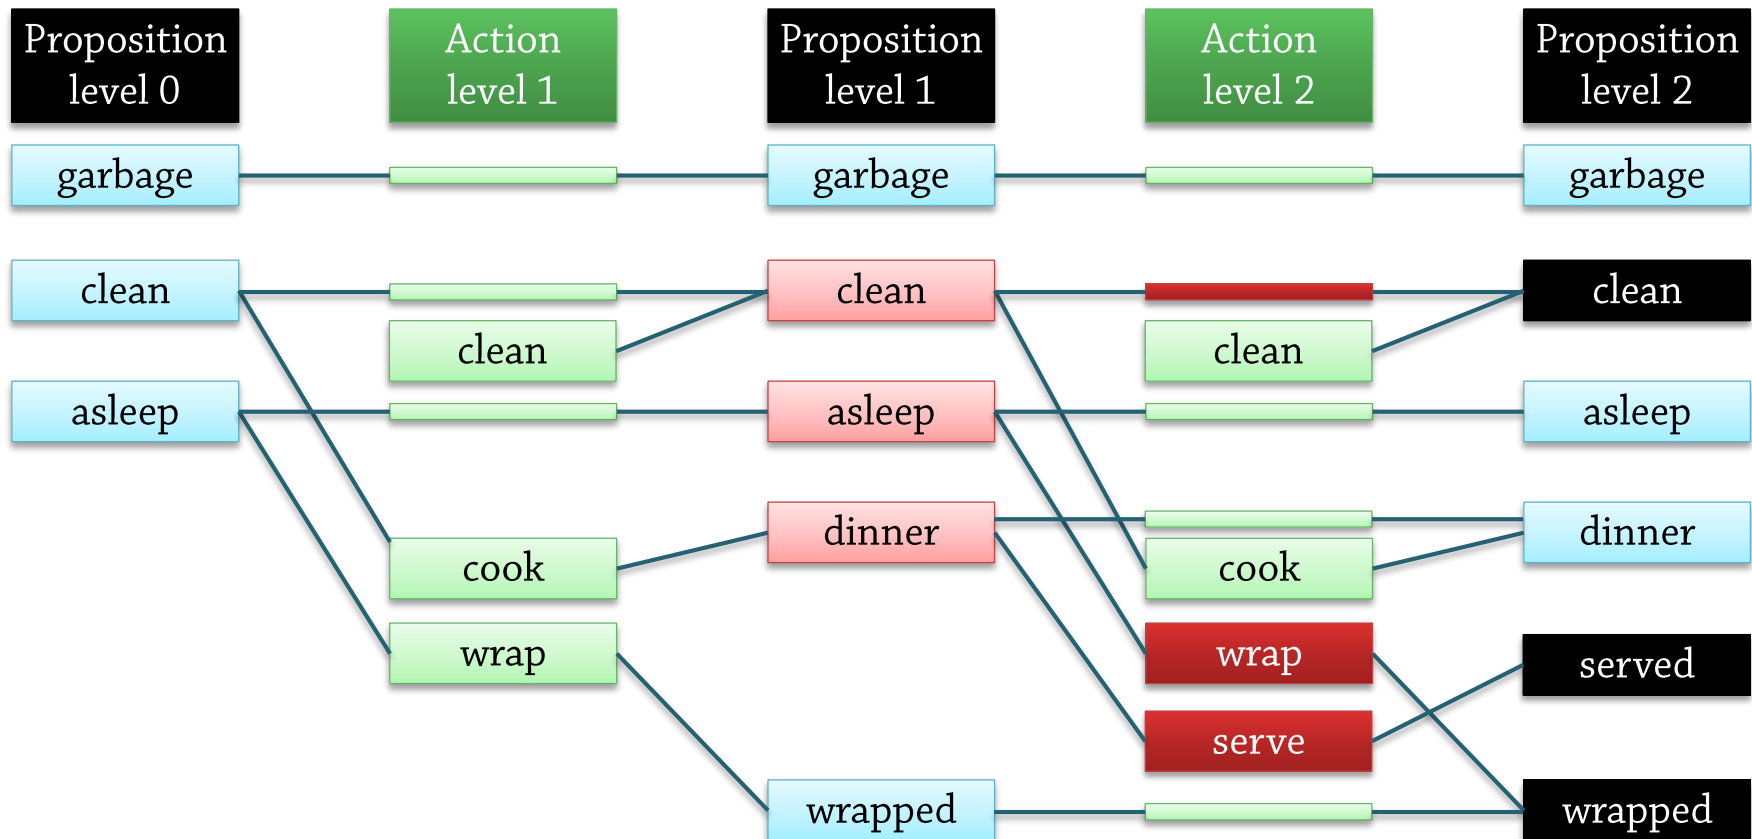 Proposition
level 0
Action
level 1
Proposition
level 1
Action
level 2
Proposition
level 2
garbage
garbage
garbage
clean
clean
clean
clean
clean
asleep
asleep
asleep
dinner
dinner
cook
cook
wrap
wrap
served
serve
wrapped
wrapped